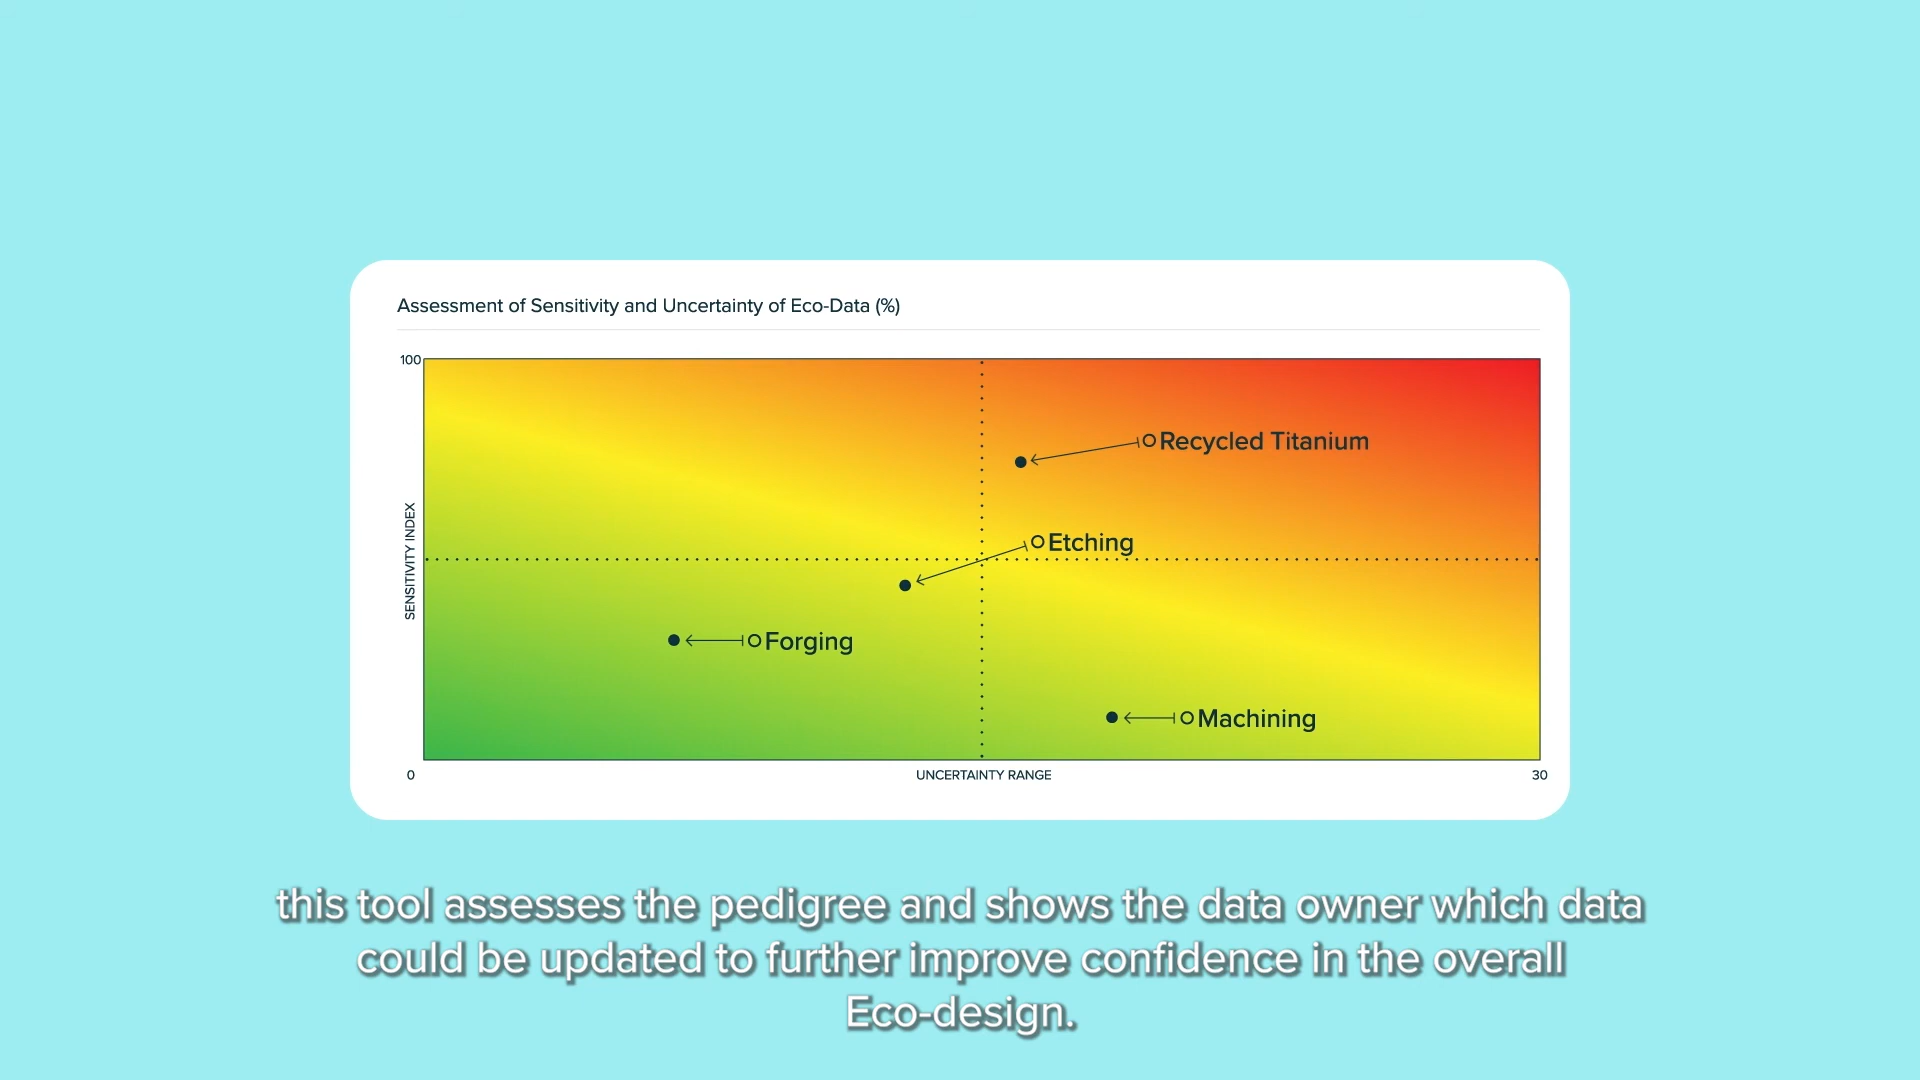 Assessment of Sensitivity and Uncertainty of Eco-Data (%)
100
Recycled Titanium
Etching
SENSITIVITY INDEX
Forging
Machining
0
UNCERTAINTY RANGE
30
this tool assesses the pedigree and shows the data owner which data
could be updated to further improve confidence in the overall
Eco-design.